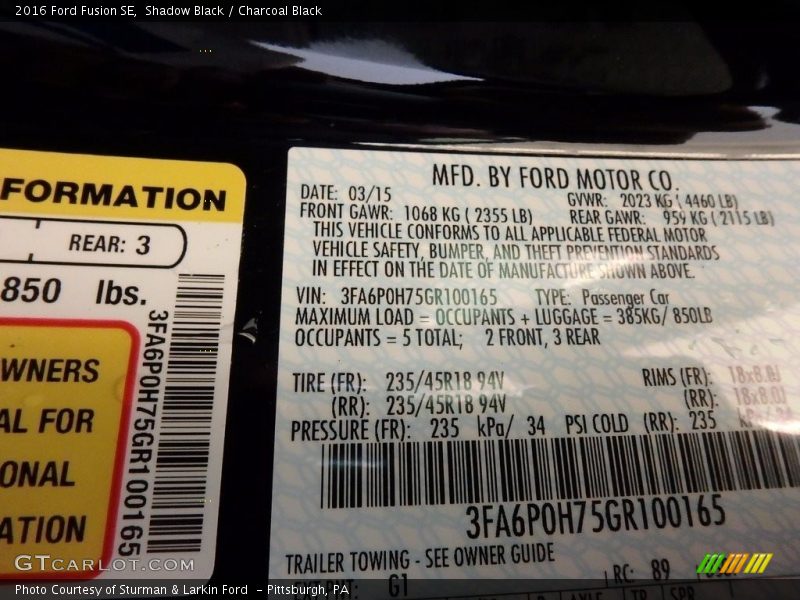 2016 Ford Fusion SE, Shadow Black / Charcoal Black
FORMATION
REAR: 3
850 lbs.
WNERS
AL FOR
ONAL
ATION
3FA6P0H75GR100165
MFD. BY FORD MOTOR CO.
DATE: 03/15 GVWR: 2023 KG ( 4460 LB)
FRONT GAWR: 1068 KG ( 2355 LB) REAR GAWR: 959 KG ( 2115 LB)
THIS VEHICLE CONFORMS TO ALL APPLICABLE FEDERAL MOTOR
VEHICLE SAFETY, BUMPER, AND THEFT PREVENTION STANDARDS
IN EFFECT ON THE DATE OF MANUFACTURE SHOWN ABOVE.
VIN: 3FA6P0H75GR100165 TYPE: Passenger Car
MAXIMUM LOAD = OCCUPANTS + LUGGAGE = 385KG/ 850LB
OCCUPANTS = 5 TOTAL; 2 FRONT, 3 REAR
TIRE (FR): 235/45R18 94V RIMS (FR): 18x8.0J
(RR): 235/45R18 94V (RR): 18x8.0J
PRESSURE (FR): 235 kPa/ 34 PSI COLD (RR): 235 kPa/ 34
3FA6P0H75GR100165
TRAILER TOWING - SEE OWNER GUIDE
G1 RC: 89
GTCARLOT.COM
Photo Courtesy of Sturman & Larkin Ford - Pittsburgh, PA